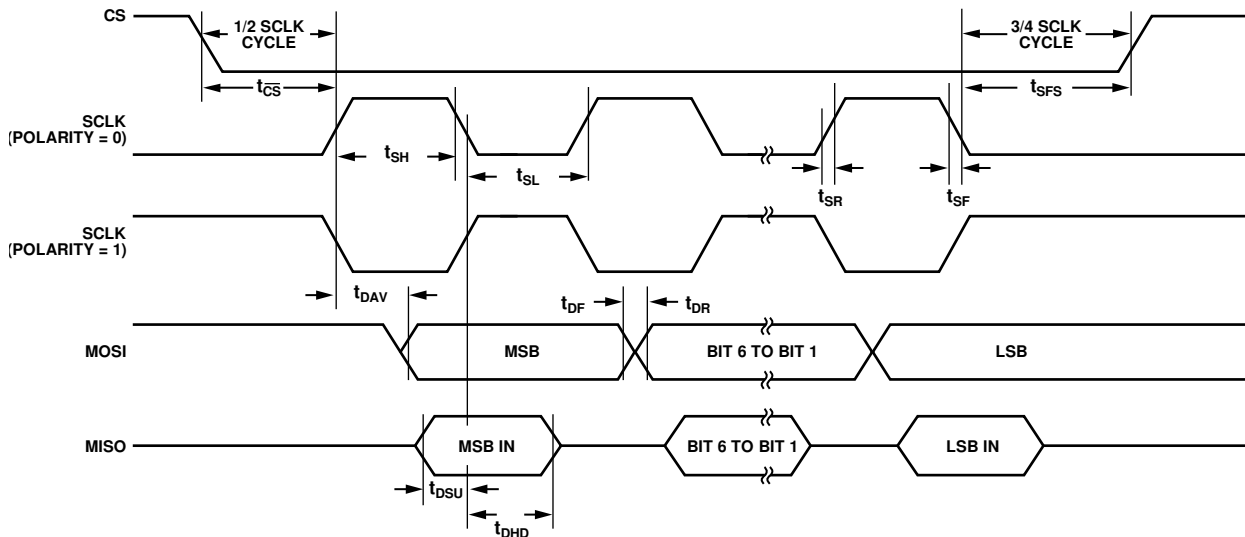 CS
1/2 SCLK
CYCLE
3/4 SCLK
CYCLE
tCS
tSFS
SCLK
(POLARITY = 0)
tSH
tSL
tSR
tSF
SCLK
(POLARITY = 1)
tDAV
tDF
tDR
MOSI
MSB
BIT 6 TO BIT 1
LSB
MISO
MSB IN
BIT 6 TO BIT 1
LSB IN
tDSU
tDHD